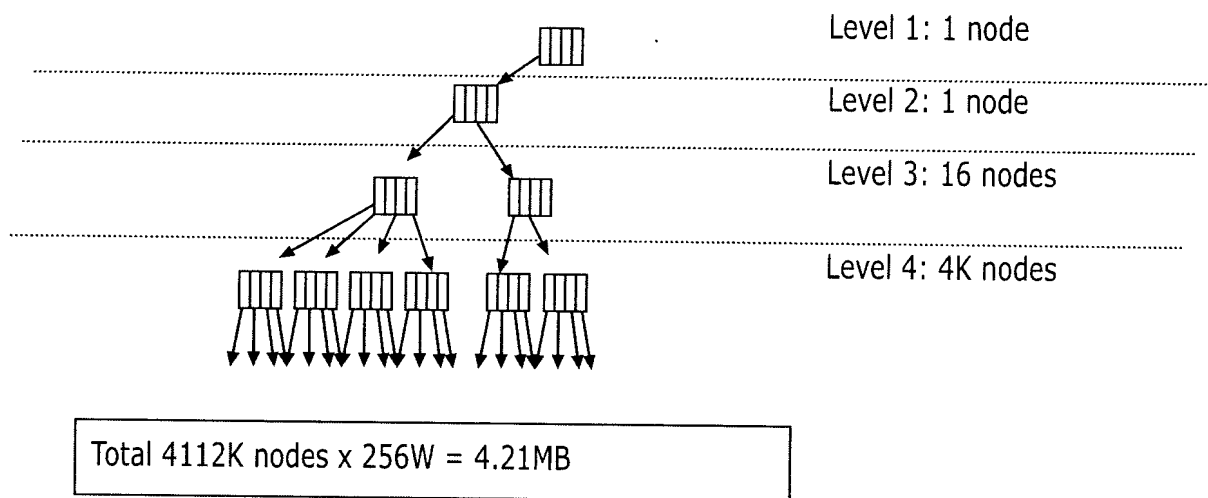 Level 1: 1 node
Level 2: 1 node
Level 3: 16 nodes
Level 4: 4K nodes
Total 4112K nodes x 256W = 4.21MB